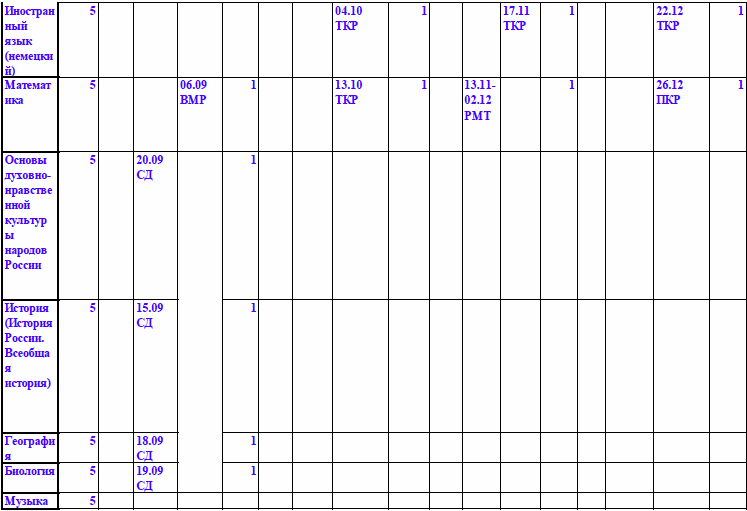 Иностран 5 04.10 1 17.11 1 22.12 1
ный ТКР ТКР ТКР
язык
(немецки
й)
Математ 5 06.09 1 13.10 1 13.11- 1 26.12 1
ика ВМР ТКР 02.12 ПКР
РМТ
Основы 5 20.09 1
духовно- СД
нравстве
нной
культур
ы
народов
России
История 5 15.09 1
(История СД
России.
Всеобща
я
история)
Географи 5 18.09 1
я СД
Биология 5 19.09 1
СД
Музыка 5